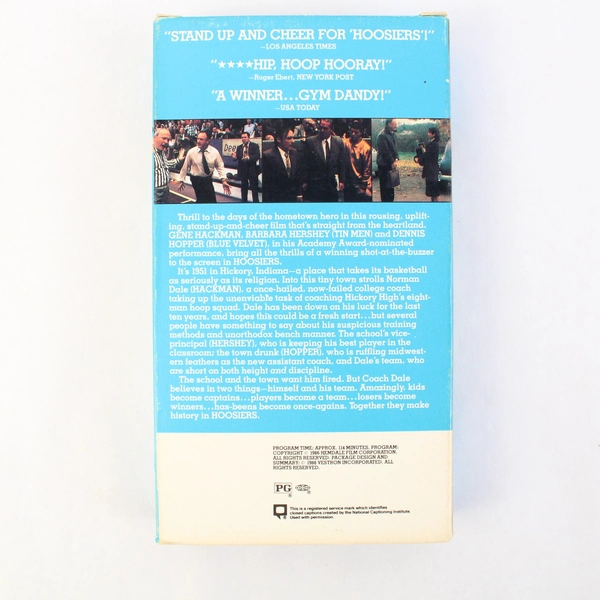 "STAND UP AND CHEER FOR 'HOOSIERS'!"
—LOS ANGELES TIMES
"★★★★HIP, HOOP HOORAY!"
—Roger Ebert, NEW YORK POST
"A WINNER...GYM DANDY!"
—USA TODAY
Dee
Thrill to the days of the hometown hero in this rousing, uplift-
ing, stand-up-and-cheer film that's straight from the heartland.
GENE HACKMAN, BARBARA HERSHEY (TIN MEN) and DENNIS
HOPPER (BLUE VELVET), in his Academy Award-nominated
performance, bring all the thrills of a winning shot-at-the-buzzer
to the screen in HOOSIERS.
It's 1951 in Hickory, Indiana—a place that takes its basketball
as seriously as its religion. Into this tiny town strolls Norman
Dale (HACKMAN), a once-hailed, now-failed college coach
taking up the unenviable task of coaching Hickory High's eight-
man hoop squad. Dale has been down on his luck for the last
ten years, and hopes this could be a fresh start...but several
people have something to say about his suspicious training
methods and unorthodox bench manner. The school's vice-
principal (HERSHEY), who is keeping his best player in the
classroom; the town drunk (HOPPER), who is ruffling midwest-
ern feathers as the new assistant coach, and Dale's team, who
are short on both height and discipline.
The school and the town want him fired. But Coach Dale
believes in two things—himself and his team. Amazingly, kids
become captains...players become a team...losers become
winners...has-beens become once-agains. Together they make
history in HOOSIERS.
PROGRAM TIME: APPROX. 114 MINUTES. PROGRAM:
COPYRIGHT © 1986 HEMDALE FILM CORPORATION.
ALL RIGHTS RESERVED. PACKAGE DESIGN AND
SUMMARY: © 1988 VESTRON INCORPORATED. ALL
RIGHTS RESERVED.
PG
This is a registered service mark which identifies
closed captions created by the National Captioning Institute
Used with permission.